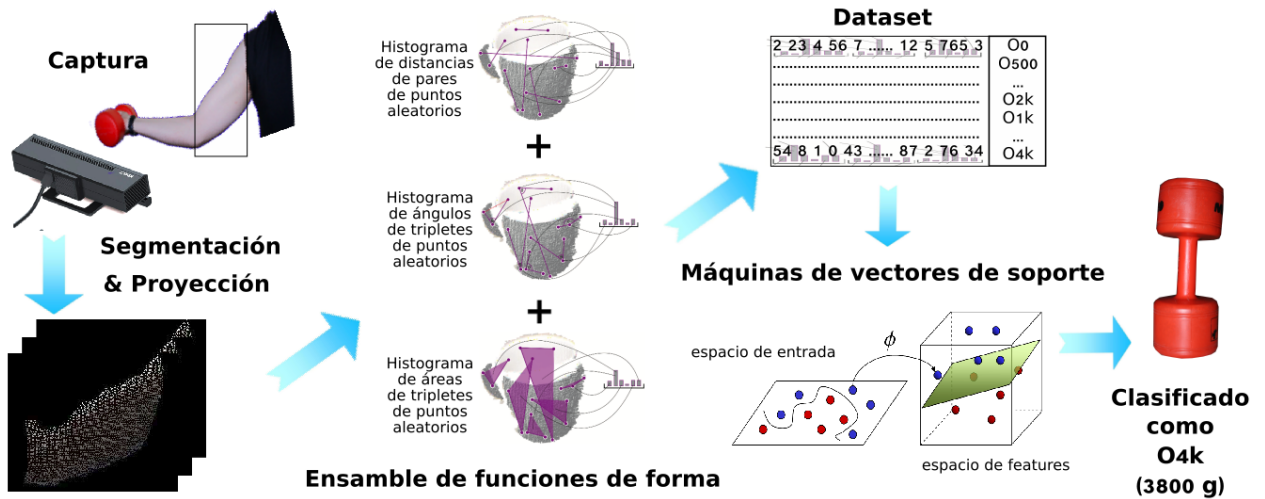 Captura
Segmentación
& Proyección
Histograma
de distancias
de pares
de puntos
aleatorios
+
Histograma
de ángulos
de tripletes
de puntos
aleatorios
+
Histograma
de áreas
de tripletes
de puntos
aleatorios
Ensamble de funciones de forma
Dataset
2 23 4 56 7 ...... 12 5 765 3 O0
O500
...
O2k
O1k
...
54 8 1 0 43 ...... 87 2 76 34 O4k
Máquinas de vectores de soporte
espacio de entrada
ϕ
espacio de features
Clasificado
como
O4k
(3800 g)